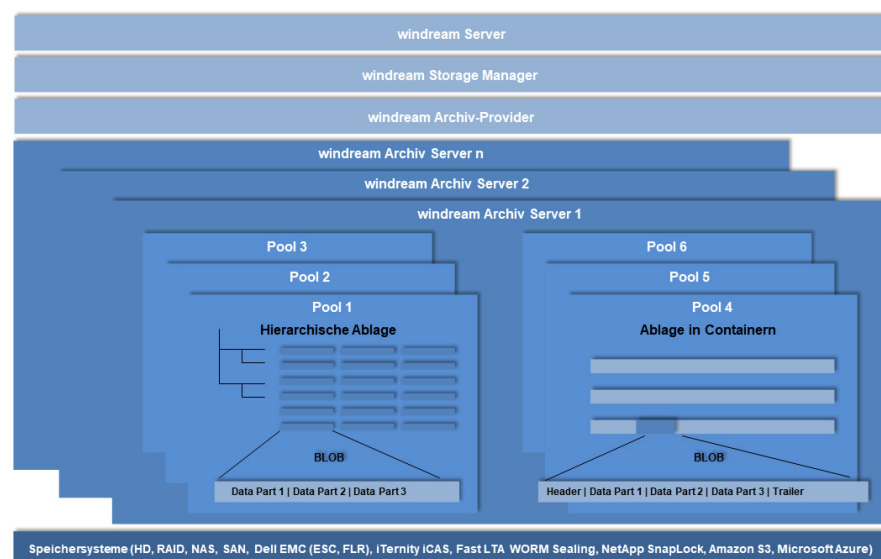 windream Server
windream Storage Manager
windream Archiv-Provider
windream Archiv Server n
windream Archiv Server 2
windream Archiv Server 1
Pool 3
Pool 2
Pool 1
Hierarchische Ablage
BLOB
Data Part 1 | Data Part 2 | Data Part 3
Pool 6
Pool 5
Pool 4
Ablage in Containern
BLOB
Header | Data Part 1 | Data Part 2 | Data Part 3 | Trailer
Speichersysteme (HD, RAID, NAS, SAN, Dell EMC (ESC, FLR), iTernity iCAS, Fast LTA WORM Sealing, NetApp SnapLock, Amazon S3, Microsoft Azure)